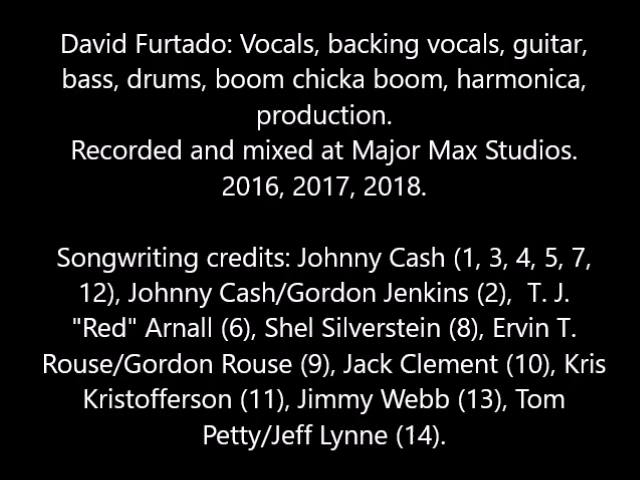 David Furtado: Vocals, backing vocals, guitar,
bass, drums, boom chicka boom, harmonica,
production.
Recorded and mixed at Major Max Studios.
2016, 2017, 2018.
Songwriting credits: Johnny Cash (1, 3, 4, 5, 7,
12), Johnny Cash/Gordon Jenkins (2),  T. J.
"Red" Arnall (6), Shel Silverstein (8), Ervin T.
Rouse/Gordon Rouse (9), Jack Clement (10), Kris
Kristofferson (11), Jimmy Webb (13), Tom
Petty/Jeff Lynne (14).